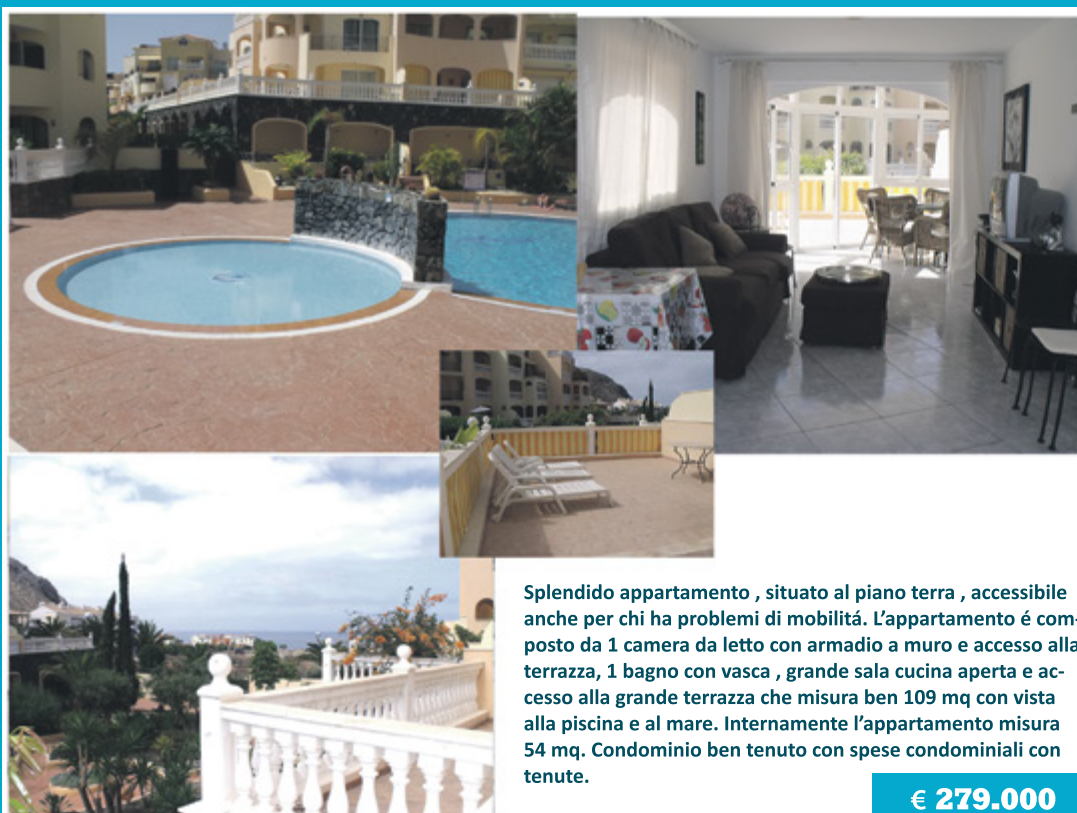 Splendido appartamento , situato al piano terra , accessibile
anche per chi ha problemi di mobilitá. L'appartamento é com-
posto da 1 camera da letto con armadio a muro e accesso alla
terrazza, 1 bagno con vasca , grande sala cucina aperta e ac-
cesso alla grande terrazza che misura ben 109 mq con vista
alla piscina e al mare. Internamente l'appartamento misura
54 mq. Condominio ben tenuto con spese condominiali con
tenute.
€ 279.000